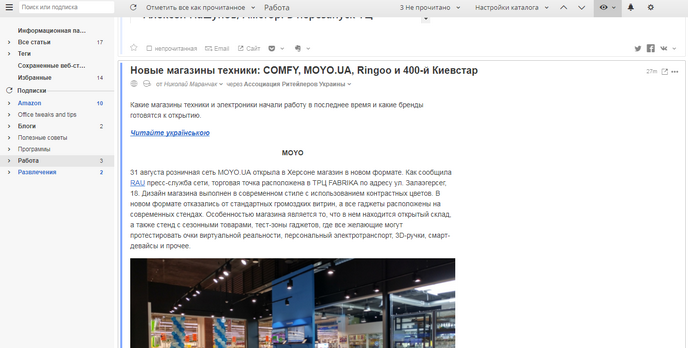 Поиск или подписка
Отметить все как прочитанное
Работа
3 Не прочитано
Настройки каталога
Информационная па...
Все статьи 17
Теги
Сохраненные веб-ст...
Избранные 14
Подписки
Amazon 10
Office tweaks and tips
Блоги 2
Полезные советы
Программы
Работа 3
Развлечения 2
непрочитанная Email Сайт
Новые магазины техники: COMFY, MOYO.UA, Ringoo и 400-й Киевстар
27m
от Николай Маранчак через Ассоциация Ритейлеров Украины
Какие магазины техники и электроники начали работу в последнее время и какие бренды
готовятся к открытию.
Читайте українською
MOYO
31 августа розничная сеть MOYO.UA открыла в Херсоне магазин в новом формате. Как сообщила
RAU пресс-служба сети, торговая точка расположена в ТРЦ FABRIKA по адресу ул. Залаэгерсег,
18. Дизайн магазина выполнен в современном стиле с использованием контрастных цветов. В
новом формате отказались от стандартных громоздких витрин, а все гаджеты расположены на
современных стендах. Особенностью магазина является то, что в нем находится открытый склад,
а также стенд с сезонными товарами, тест-зоны гаджетов, где все желающие могут
протестировать очки виртуальной реальности, персональный электротранспорт, 3D-ручки, смарт-
девайсы и прочее.